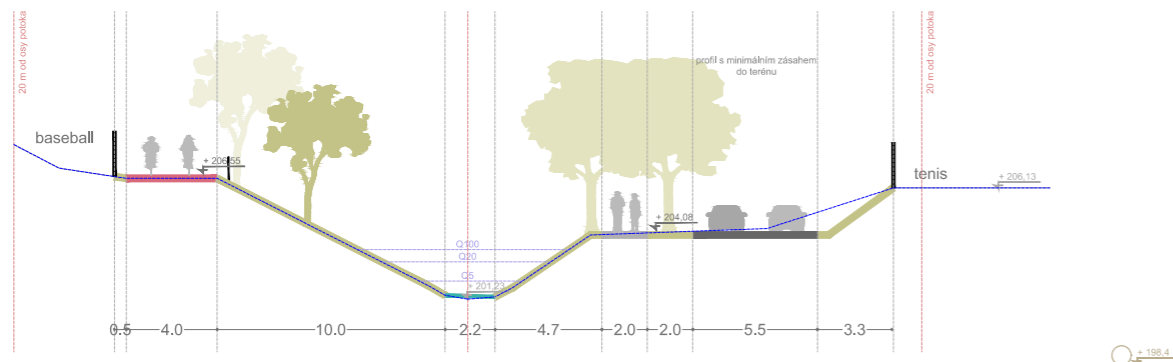 20 m od osy potoka
20 m od osy potoka
profil s minimálním zásahem
do terénu
baseball
+ 206,55
tenis
+ 206,13
+ 204,08
Q100
Q20
Q5
+ 201,23
0.5
4.0
10.0
2.2
4.7
2.0
2.0
5.5
3.3
+ 198,4